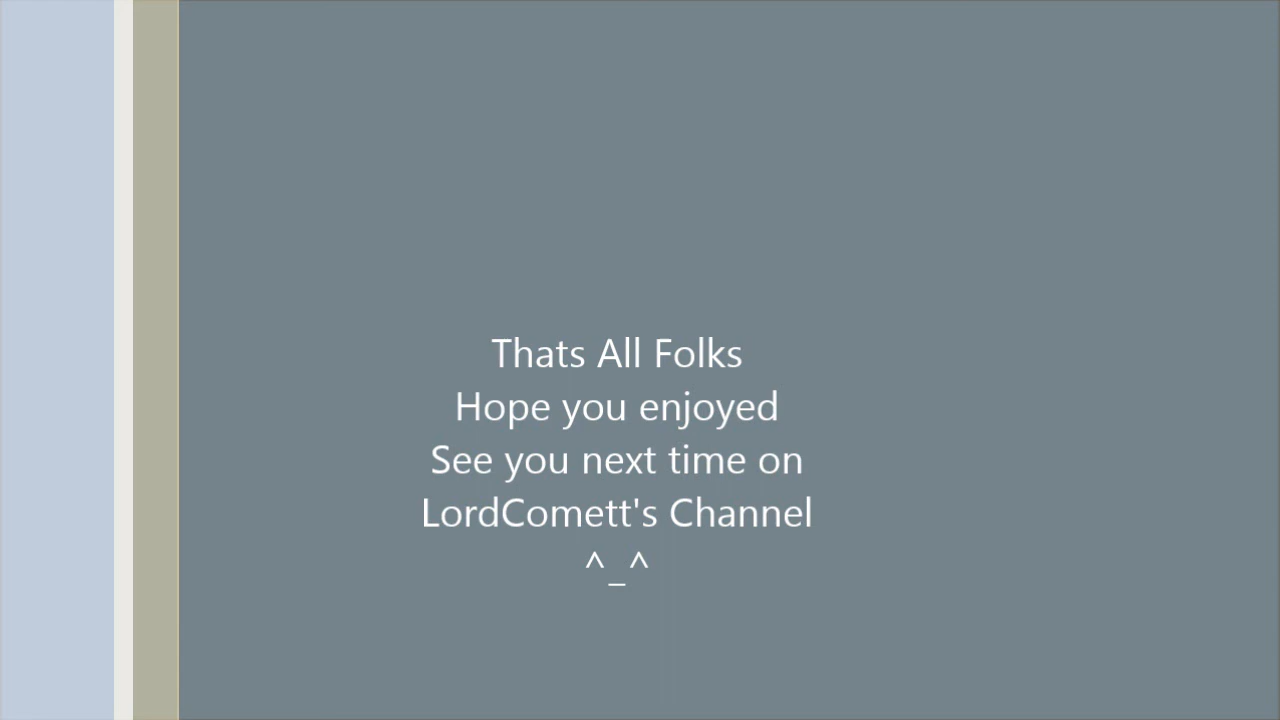 Thats All Folks
Hope you enjoyed
See you next time on
LordComett's Channel
^_^